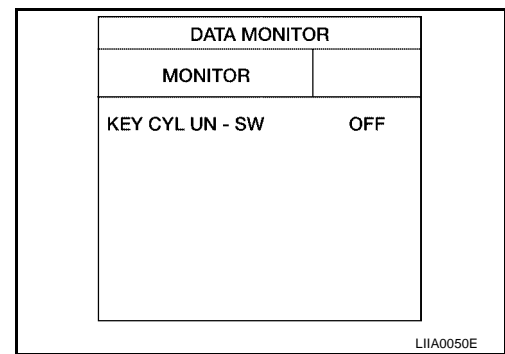 DATA MONITOR
MONITOR
KEY CYL UN - SW OFF
LIIA0050E